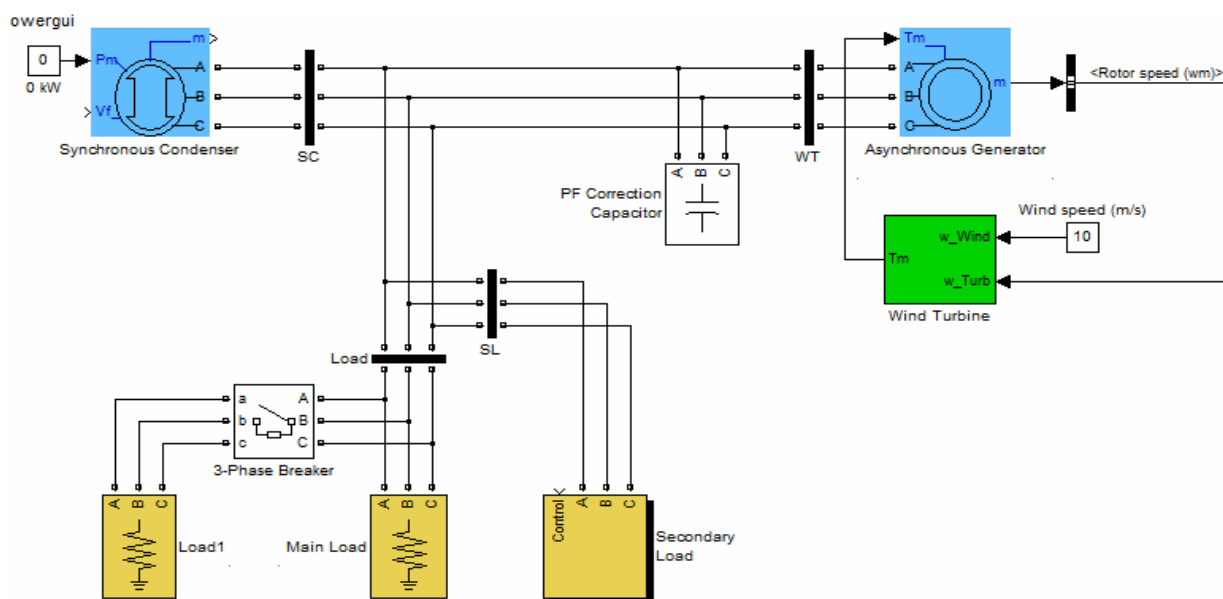 owergui
0
0 kW
Pm
Vf_
m
A
B
C
Synchronous Condenser
SC
WT
Tm
A
B
C
m
Asynchronous Generator
<Rotor speed (wm)>
A B C
PF Correction
Capacitor
Wind speed (m/s)
10
w_Wind
Tm
w_Turb
Wind Turbine
SL
Load
a
b
c
A
B
C
3-Phase Breaker
A B C
Load1
A B C
Main Load
Control
A B C
Secondary
Load